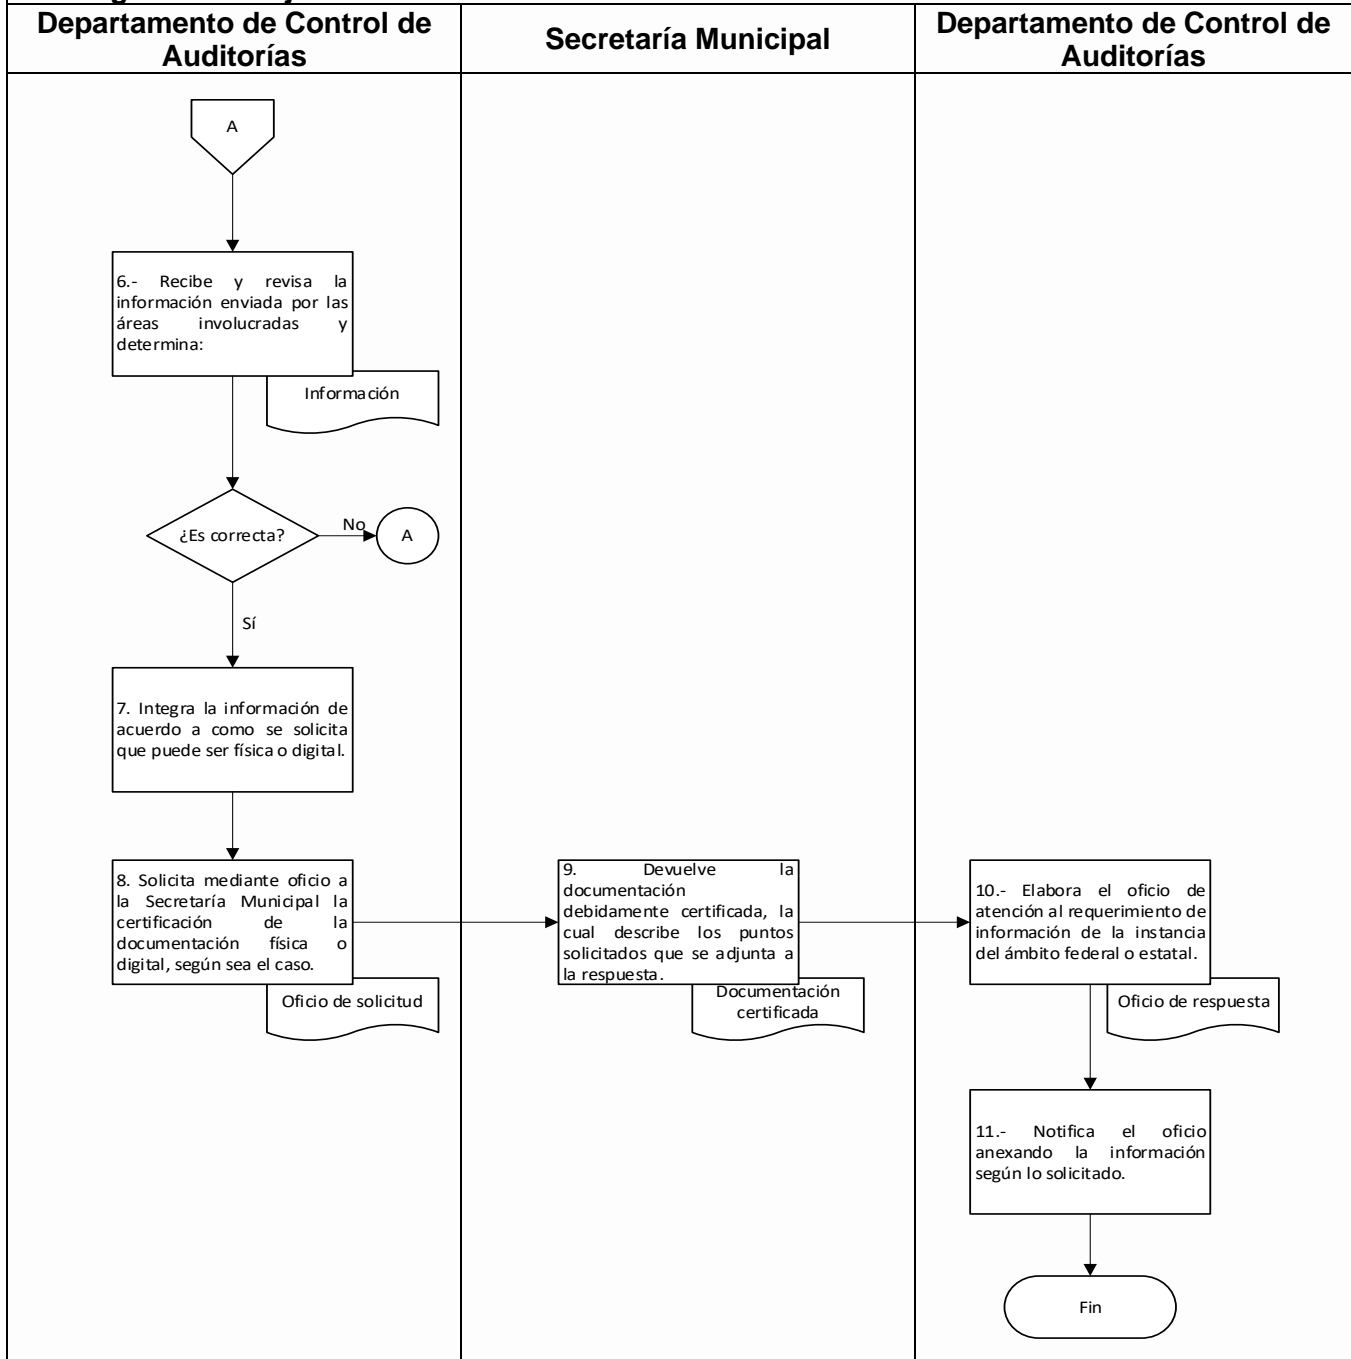 Departamento de Control de
Auditorías
Secretaría Municipal
Departamento de Control de
Auditorías
A
6.- Recibe y revisa la
información enviada por las
áreas involucradas y
determina:
Información
¿Es correcta?
No
A
Sí
7. Integra la información de
acuerdo a como se solicita
que puede ser física o digital.
8. Solicita mediante oficio a
la Secretaría Municipal la
certificación de la
documentación física o
digital, según sea el caso.
Oficio de solicitud
9. Devuelve la
documentación
debidamente certificada, la
cual describe los puntos
solicitados que se adjunta a
la respuesta.
Documentación
certificada
10.- Elabora el oficio de
atención al requerimiento de
información de la instancia
del ámbito federal o estatal.
Oficio de respuesta
11.- Notifica el oficio
anexando la información
según lo solicitado.
Fin